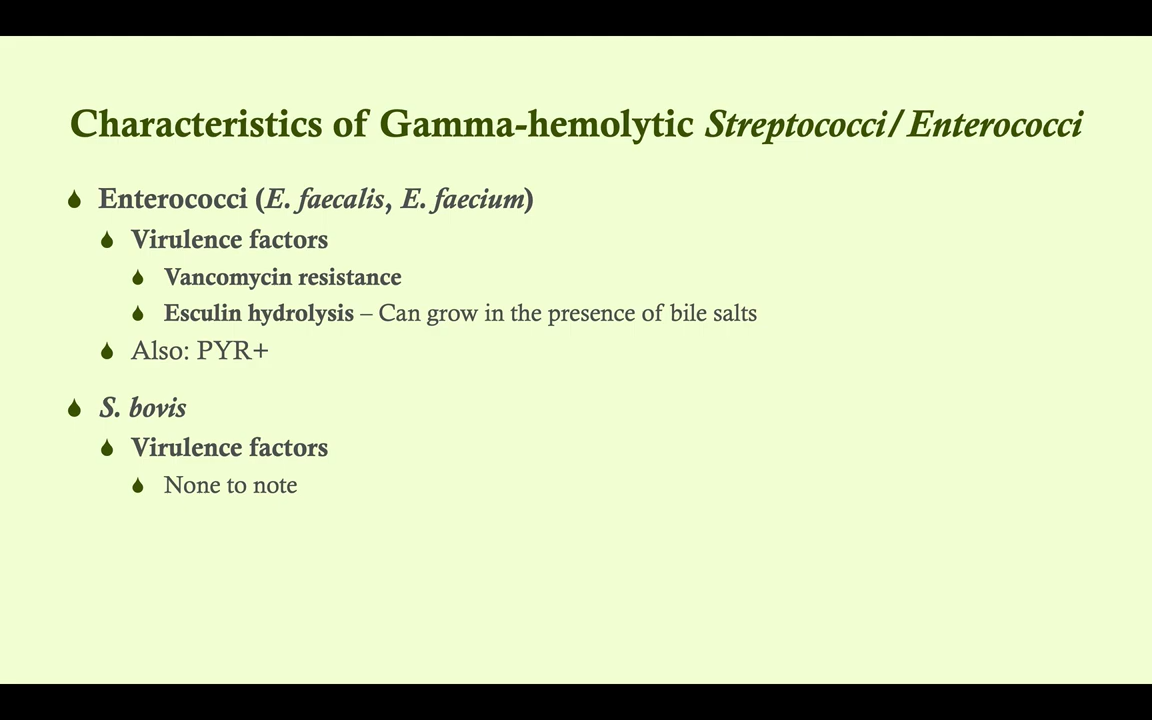 Characteristics of Gamma-hemolytic Streptococci/Enterococci
Enterococci (E. faecalis, E. faecium)
Virulence factors
Vancomycin resistance
Esculin hydrolysis – Can grow in the presence of bile salts
Also: PYR+
S. bovis
Virulence factors
None to note